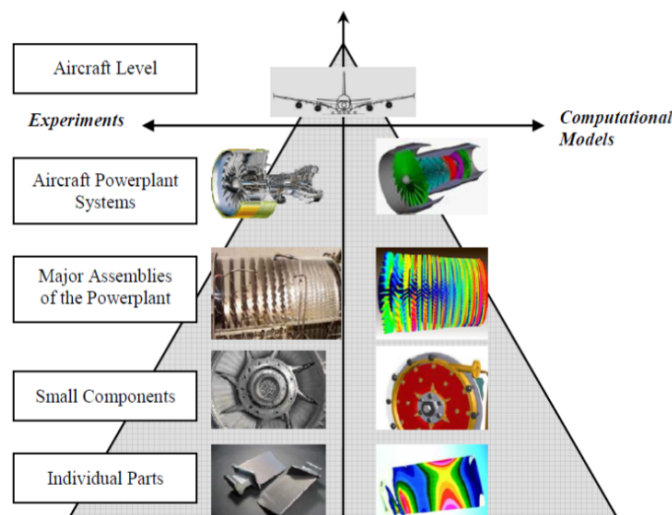 Aircraft Level
Experiments
Computational
Models
Aircraft Powerplant
Systems
Major Assemblies
of the Powerplant
Small Components
Individual Parts